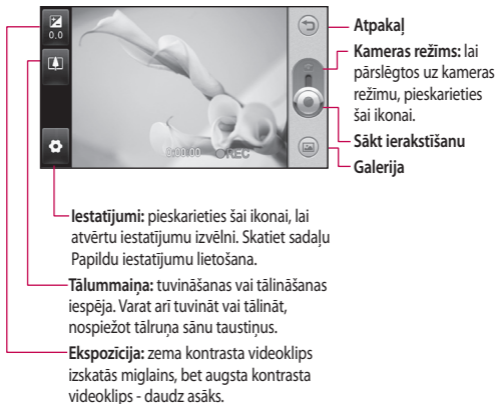 0.0
0:00:00 REC
Atpakaļ
Kameras režīms: lai
pārslēgtos uz kameras
režīmu, pieskarieties
šai ikonai.
Sākt ierakstīšanu
Galerija
Iestatījumi: pieskarieties šai ikonai, lai
atvērtu iestatījumu izvēlni. Skatiet sadaļu
Papildu iestatījumu lietošana.
Tālummaiņa: tuvināšanas vai tālināšanas
iespēja. Varat arī tuvināt vai tālināt,
nospiežot tālruņa sānu taustiņus.
Ekspozīcija: zema kontrasta videoklips
izskatās miglains, bet augsta kontrasta
videoklips - daudz asāks.